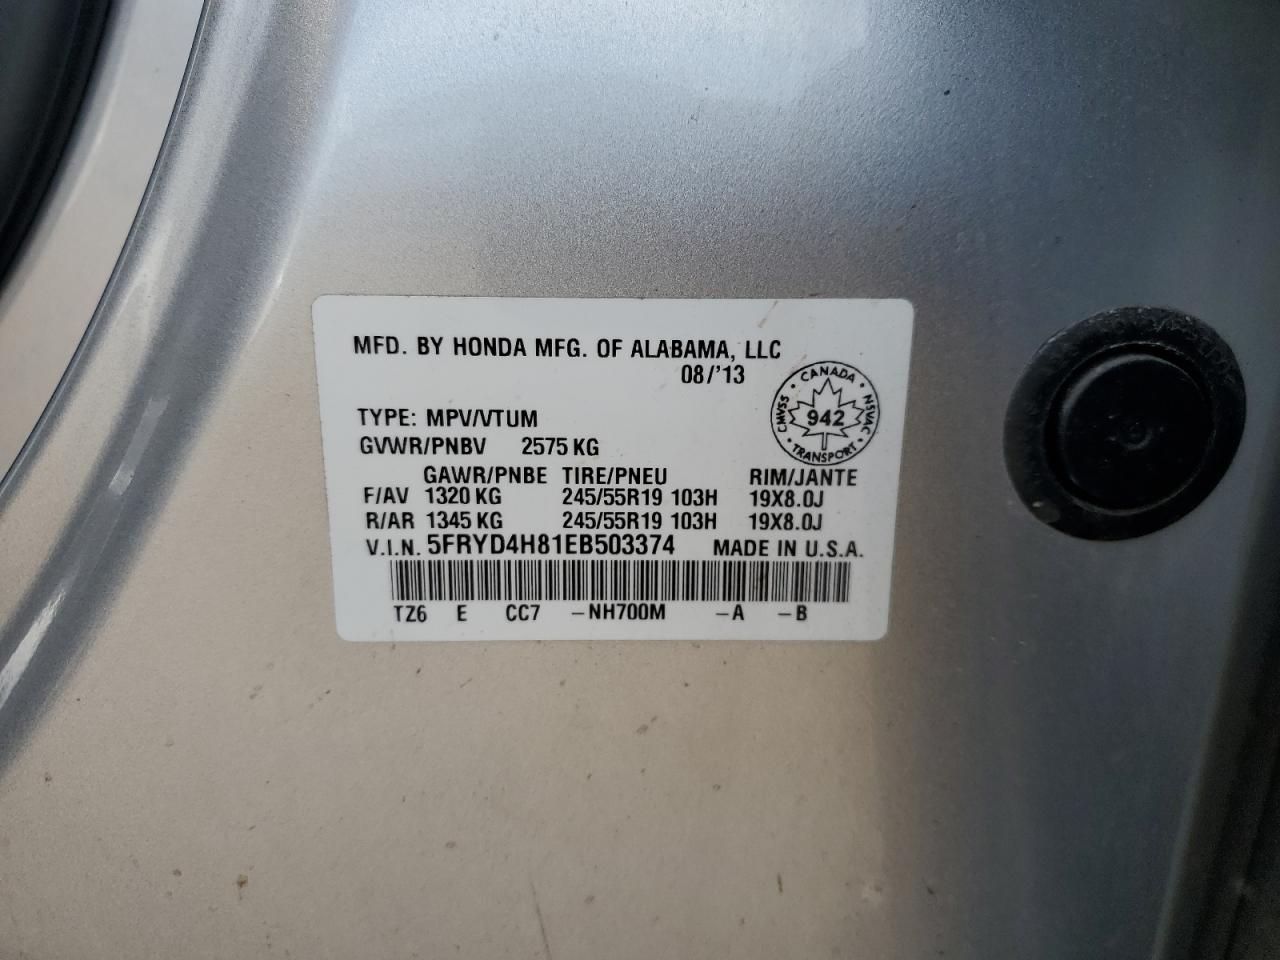 MFD. BY HONDA MFG. OF ALABAMA, LLC
08/'13
CANADA
CMVSS NSVAC
942
TRANSPORT
TYPE: MPV/VTUM
GVWR/PNBV 2575 KG
GAWR/PNBE TIRE/PNEU RIM/JANTE
F/AV 1320 KG 245/55R19 103H 19X8.0J
R/AR 1345 KG 245/55R19 103H 19X8.0J
V.I.N. 5FRYD4H81EB503374 MADE IN U.S.A.
TZ6 E CC7 -NH700M -A -B